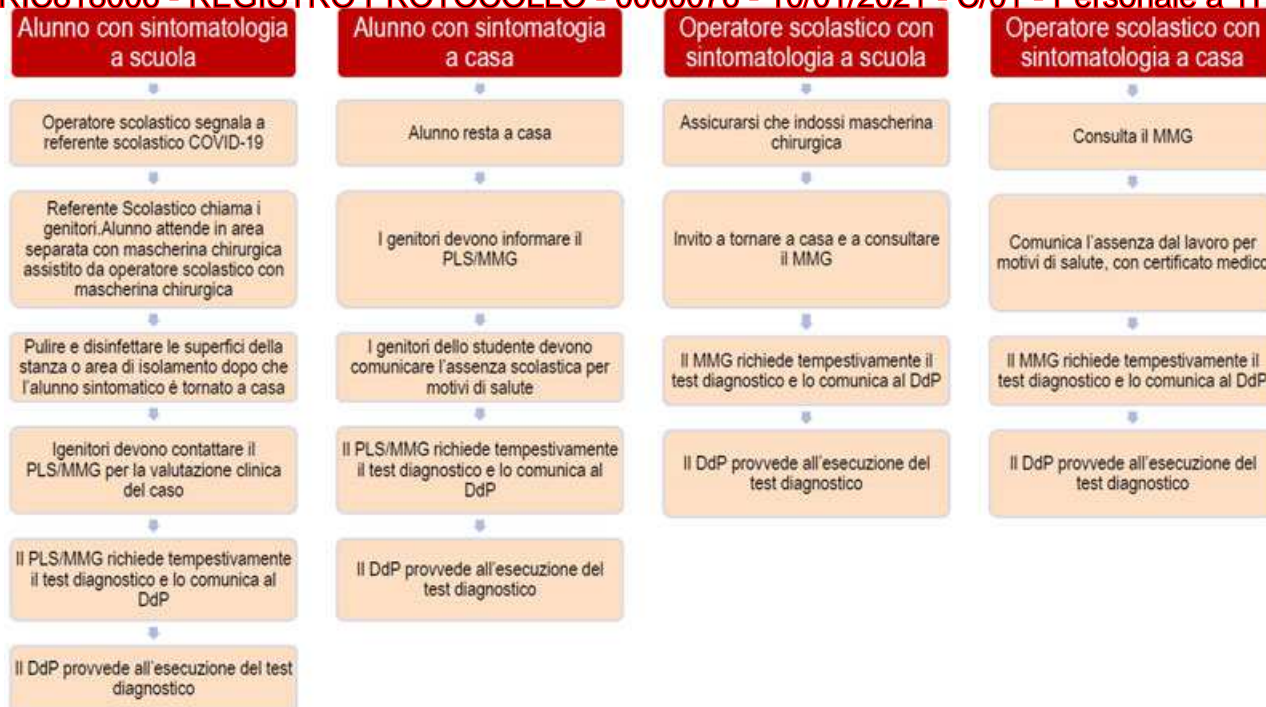 REGISTRO PROTOCOLLO - 0000076 -
Alunno con sintomatologia
a scuola
Operatore scolastico segnala a
referente scolastico COVID-19
Referente Scolastico chiama i
genitori.Alunno attende in area
separata con mascherina chirurgica
assistito da operatore scolastico con
mascherina chirurgica
Pulire e disinfettare le superfici della
stanza o area di isolamento dopo che
l'alunno sintomatico è tornato a casa
Igenitori devono contattare il
PLS/MMG per la valutazione clinica
del caso
Il PLS/MMG richiede tempestivamente
il test diagnostico e lo comunica al
DdP
Il DdP provvede all'esecuzione del test
diagnostico
Alunno con sintomatogia
a casa
Alunno resta a casa
I genitori devono informare il
PLS/MMG
I genitori dello studente devono
comunicare l'assenza scolastica per
motivi di salute
Il PLS/MMG richiede tempestivamente
il test diagnostico e lo comunica al
DdP
Il DdP provvede all'esecuzione del
test diagnostico
Operatore scolastico con
sintomatologia a scuola
Assicurarsi che indossi mascherina
chirurgica
Invito a tornare a casa e a consultare
il MMG
Il MMG richiede tempestivamente il
test diagnostico e lo comunica al DdP
Il DdP provvede all'esecuzione del
test diagnostico
Operatore scolastico con
sintomatologia a casa
Consulta il MMG
Comunica l'assenza dal lavoro per
motivi di salute, con certificato medico
Il MMG richiede tempestivamente il
test diagnostico e lo comunica al DdP
Il DdP provvede all'esecuzione del
test diagnostico